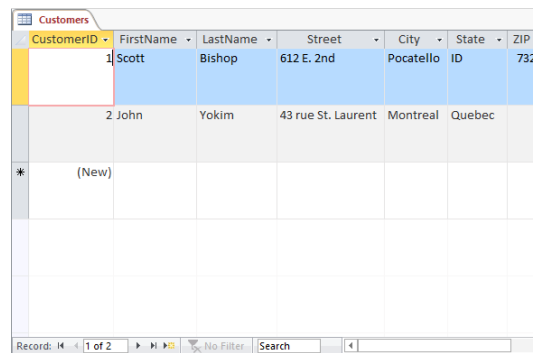 Customers
CustomerID FirstName LastName Street City State ZIP
1 Scott Bishop 612 E. 2nd Pocatello ID 732
2 John Yokim 43 rue St. Laurent Montreal Quebec
(New)
Record: 1 of 2 No Filter Search